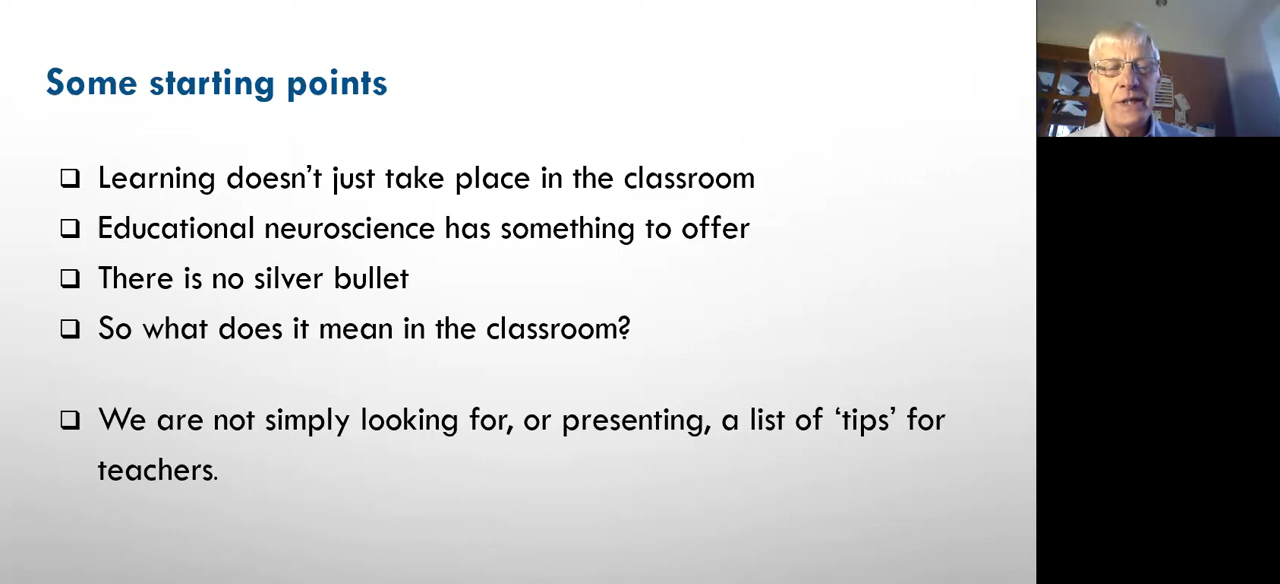 Some starting points
❑ Learning doesn’t just take place in the classroom
❑ Educational neuroscience has something to offer
❑ There is no silver bullet
❑ So what does it mean in the classroom?
❑ We are not simply looking for, or presenting, a list of ‘tips’ for
teachers.